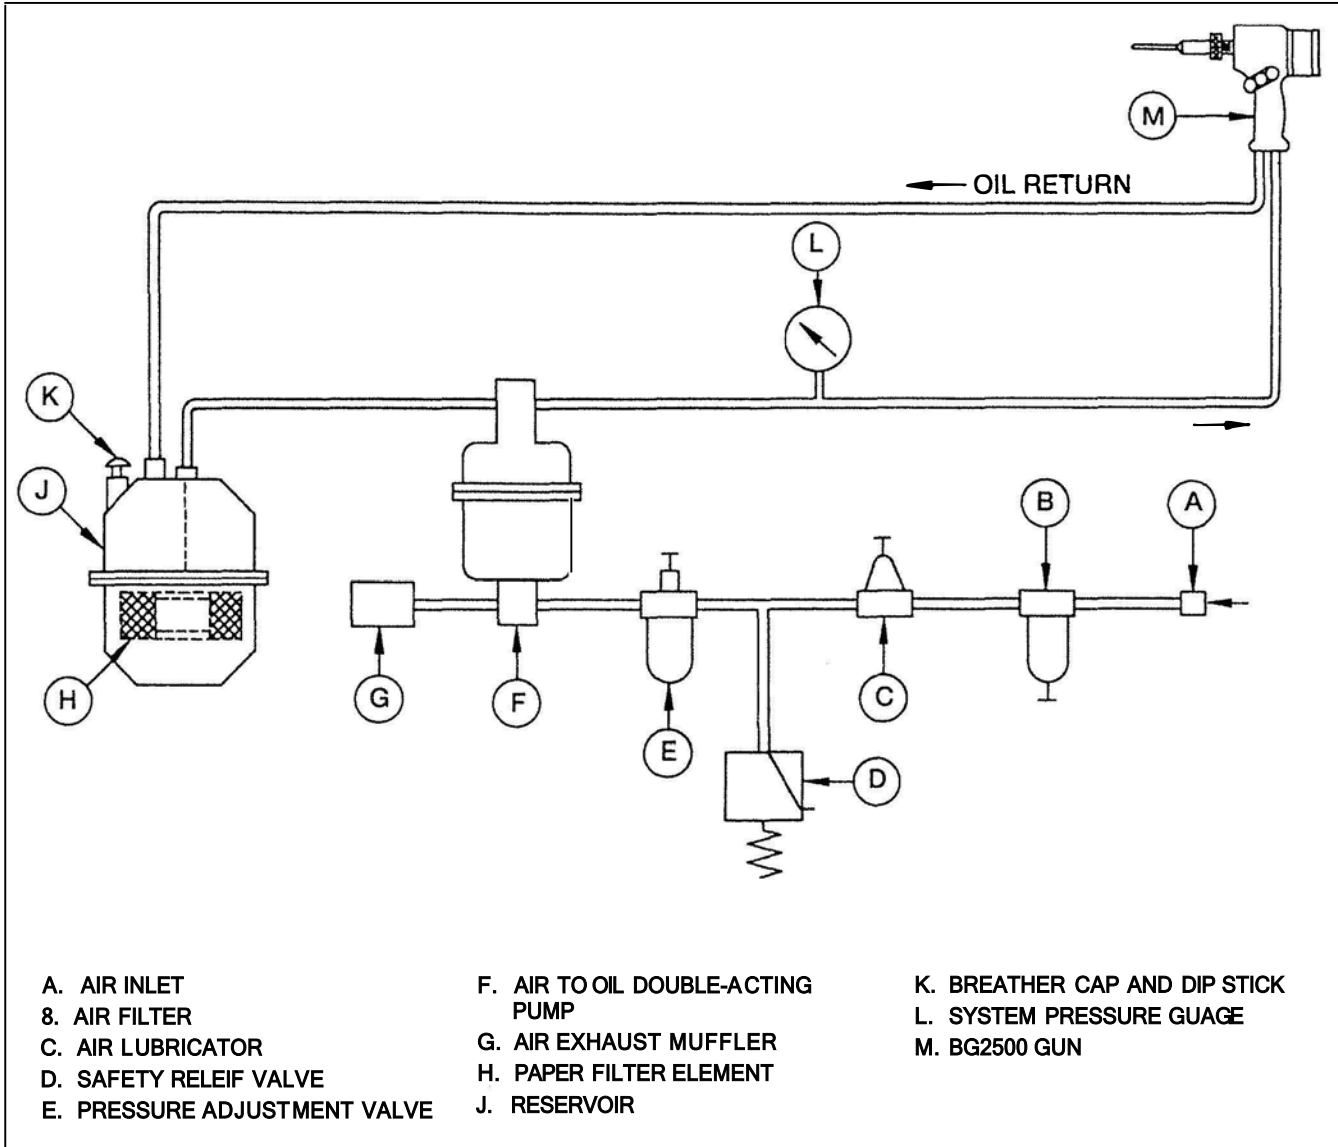 M
OIL RETURN
L
K
J
B
A
H
G
F
C
E
D
A. AIR INLET
8. AIR FILTER
C. AIR LUBRICATOR
D. SAFETY RELEIF VALVE
E. PRESSURE ADJUSTMENT VALVE
F. AIR TO OIL DOUBLE-ACTING
PUMP
G. AIR EXHAUST MUFFLER
H. PAPER FILTER ELEMENT
J. RESERVOIR
K. BREATHER CAP AND DIP STICK
L. SYSTEM PRESSURE GUAGE
M. BG2500 GUN